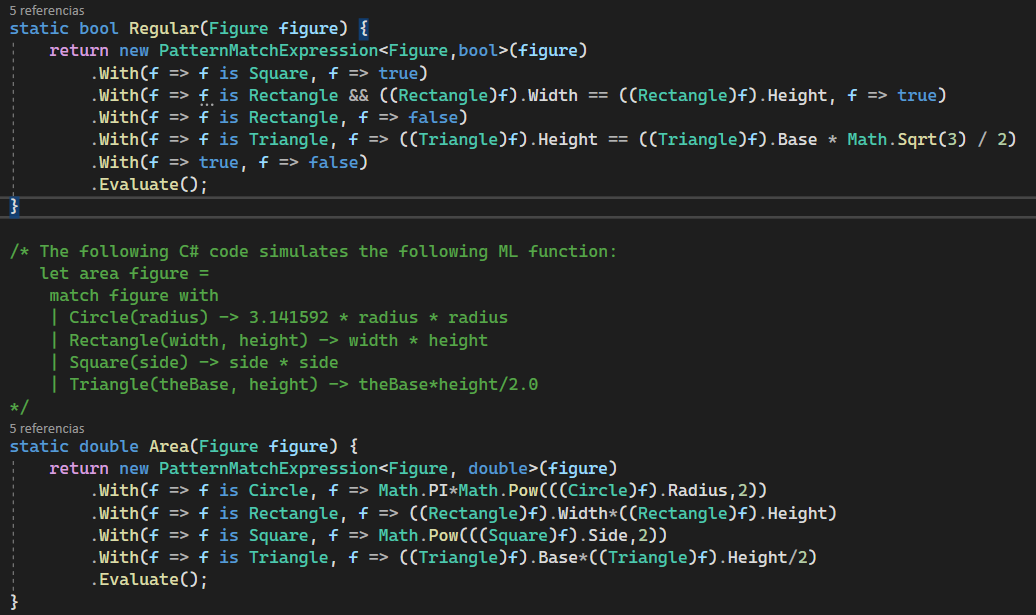 5 referencias
static bool Regular(Figure figure) {
    return new PatternMatchExpression<Figure,bool>(figure)
        .With(f => f is Square, f => true)
        .With(f => f is Rectangle && ((Rectangle)f).Width == ((Rectangle)f).Height, f => true)
        .With(f => f is Rectangle, f => false)
        .With(f => f is Triangle, f => ((Triangle)f).Height == ((Triangle)f).Base * Math.Sqrt(3) / 2)
        .With(f => true, f => false)
        .Evaluate();
}
/* The following C# code simulates the following ML function:
   let area figure =
    match figure with
    | Circle(radius) -> 3.141592 * radius * radius
    | Rectangle(width, height) -> width * height
    | Square(side) -> side * side
    | Triangle(theBase, height) -> theBase*height/2.0
*/
5 referencias
static double Area(Figure figure) {
    return new PatternMatchExpression<Figure, double>(figure)
        .With(f => f is Circle, f => Math.PI*Math.Pow(((Circle)f).Radius,2))
        .With(f => f is Rectangle, f => ((Rectangle)f).Width*((Rectangle)f).Height)
        .With(f => f is Square, f => Math.Pow(((Square)f).Side,2))
        .With(f => f is Triangle, f => ((Triangle)f).Base*((Triangle)f).Height/2)
        .Evaluate();
}